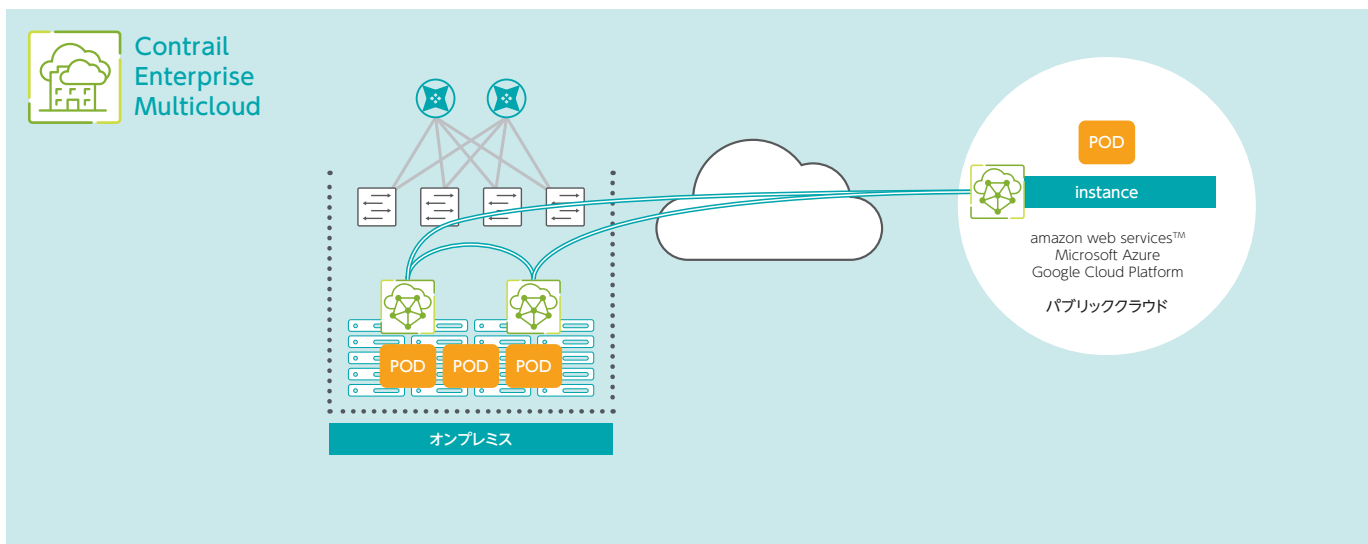 Contrail
Enterprise
Multicloud
POD
instance
amazon web services™
Microsoft Azure
Google Cloud Platform
パブリッククラウド
POD
POD
POD
オンプレミス